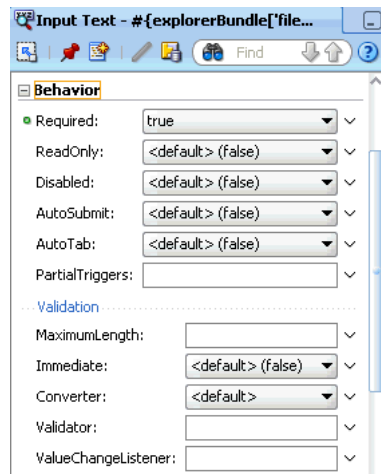 Input Text - #{explorerBundle['file...
Find
Behavior
Required: true
ReadOnly: <default> (false)
Disabled: <default> (false)
AutoSubmit: <default> (false)
AutoTab: <default> (false)
PartialTriggers:
Validation
MaximumLength:
Immediate: <default> (false)
Converter: <default>
Validator:
ValueChangeListener: